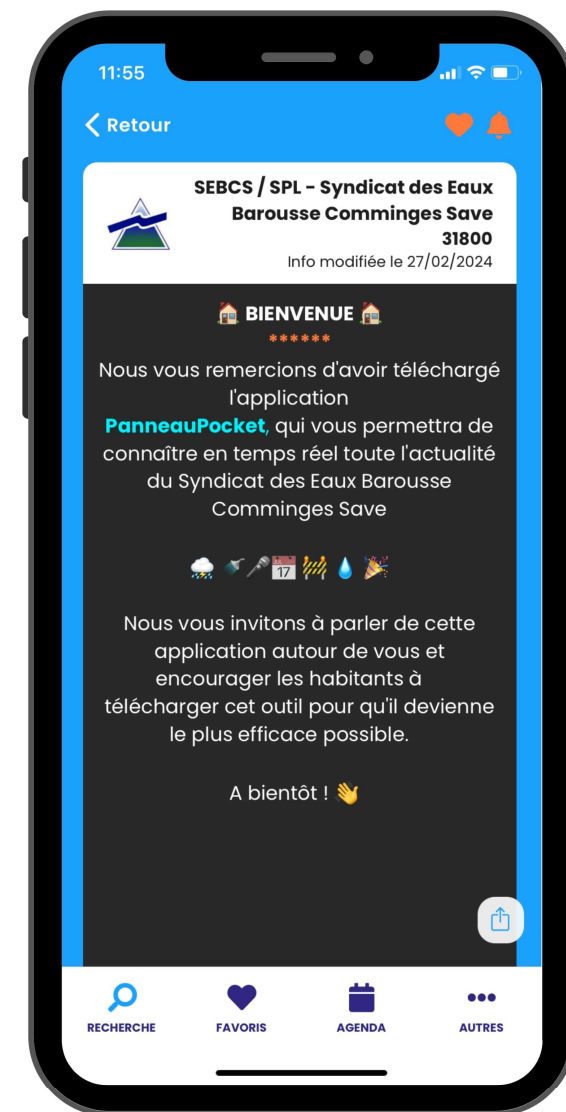 11:55
Retour
SEBCS / SPL - Syndicat des Eaux
Barousse Comminges Save
31800
Info modifiée le 27/02/2024
🏠 BIENVENUE 🏠
******
Nous vous remercions d'avoir téléchargé
l'application
PanneauPocket, qui vous permettra de
connaître en temps réel toute l'actualité
du Syndicat des Eaux Barousse
Comminges Save
17
Nous vous invitons à parler de cette
application autour de vous et
encourager les habitants à
télécharger cet outil pour qu'il devienne
le plus efficace possible.
A bientôt ! 👋
RECHERCHE FAVORIS AGENDA AUTRES